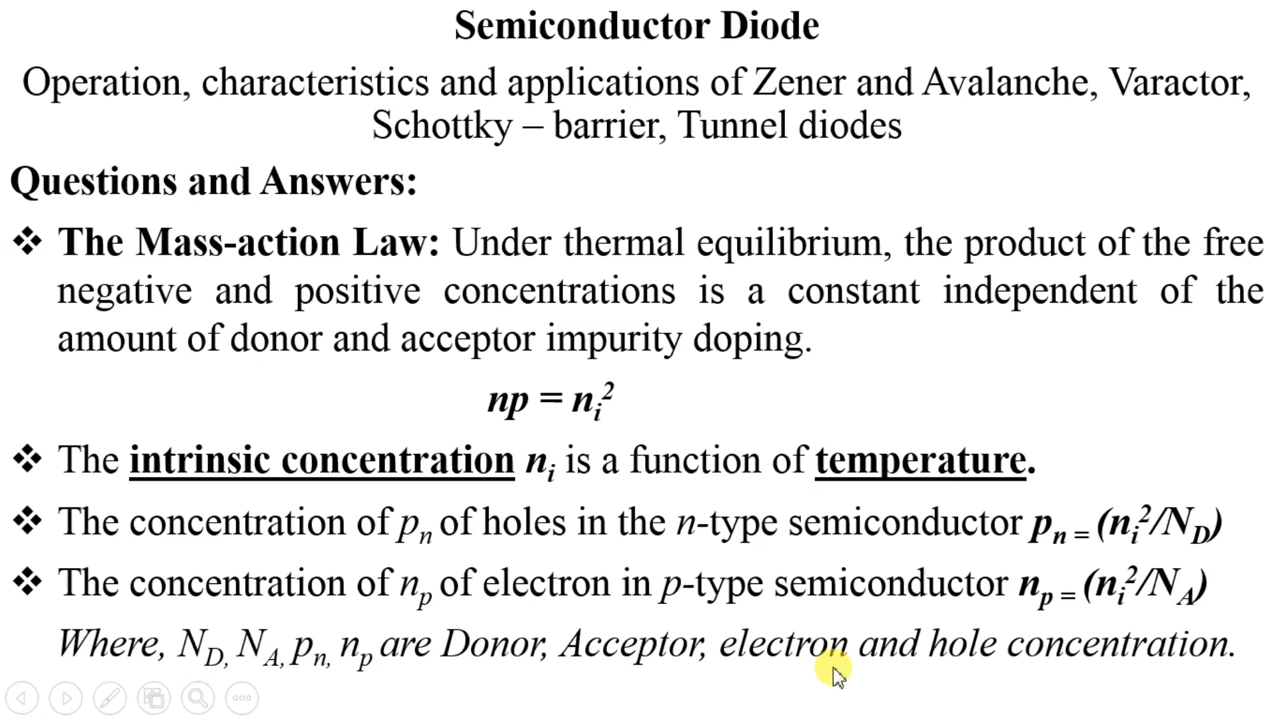 Semiconductor Diode
Operation, characteristics and applications of Zener and Avalanche, Varactor,
Schottky – barrier, Tunnel diodes
Questions and Answers:
❖ The Mass-action Law: Under thermal equilibrium, the product of the free
negative and positive concentrations is a constant independent of the
amount of donor and acceptor impurity doping.
np = nᵢ²
❖ The intrinsic concentration nᵢ is a function of temperature.
❖ The concentration of pₙ of holes in the n-type semiconductor pₙ = (nᵢ²/N_D)
❖ The concentration of nₚ of electron in p-type semiconductor nₚ = (nᵢ²/N_A)
Where, N_D, N_A, pₙ, nₚ are Donor, Acceptor, electron and hole concentration.